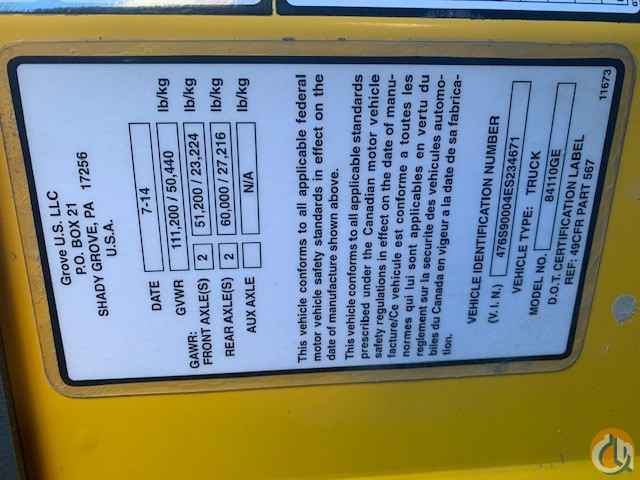 Grove U.S. LLC
P.O. BOX 21
SHADY GROVE, PA 17256
U.S.A.
DATE 7-14
GVWR 111,200 / 50,440 lb/kg
GAWR:
FRONT AXLE(S) 2 51,200 / 23,224 lb/kg
REAR AXLE(S) 2 60,000 / 27,216 lb/kg
AUX AXLE N/A lb/kg
This vehicle conforms to all applicable federal
motor vehicle safety standards in effect on the
date of manufacture shown above.
This vehicle conforms to all applicable standards
prescribed under the Canadian motor vehicle
safety regulations in effect on the date of manu-
facture/Ce vehicule est conforme a toutes les
normes qui lui sont applicables en vertu du
reglement sur la securite des vehicules automo-
biles du Canada en vigeur a la date de sa fabrica-
tion.
VEHICLE IDENTIFICATION NUMBER
(V. I. N.) 476S90004ES234671
VEHICLE TYPE: TRUCK
MODEL NO. 84110GE
D.O.T. CERTIFICATION LABEL
REF: 49CFR PART 567
11673